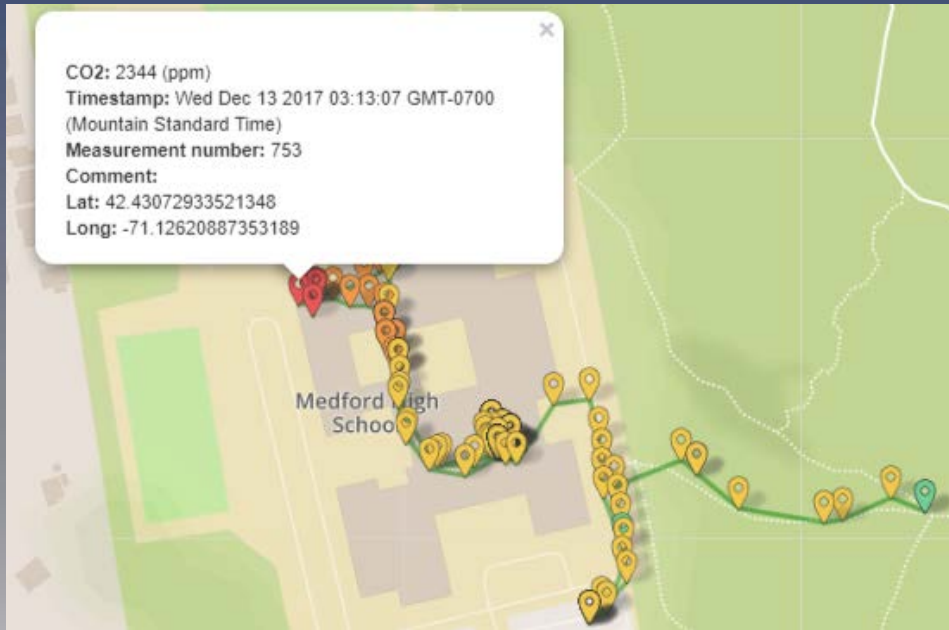 ×
CO2: 2344 (ppm)
Timestamp: Wed Dec 13 2017 03:13:07 GMT-0700
(Mountain Standard Time)
Measurement number: 753
Comment:
Lat: 42.43072933521348
Long: -71.12620887353189
Medford High
School